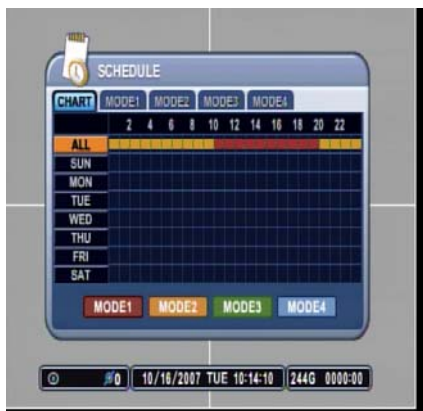 SCHEDULE
CHART MODE1 MODE2 MODE3 MODE4
2 4 6 8 10 12 14 16 18 20 22
ALL
SUN
MON
TUE
WED
THU
FRI
SAT
MODE1 MODE2 MODE3 MODE4
0 10/16/2007 TUE 10:14:10 244G 0000:00